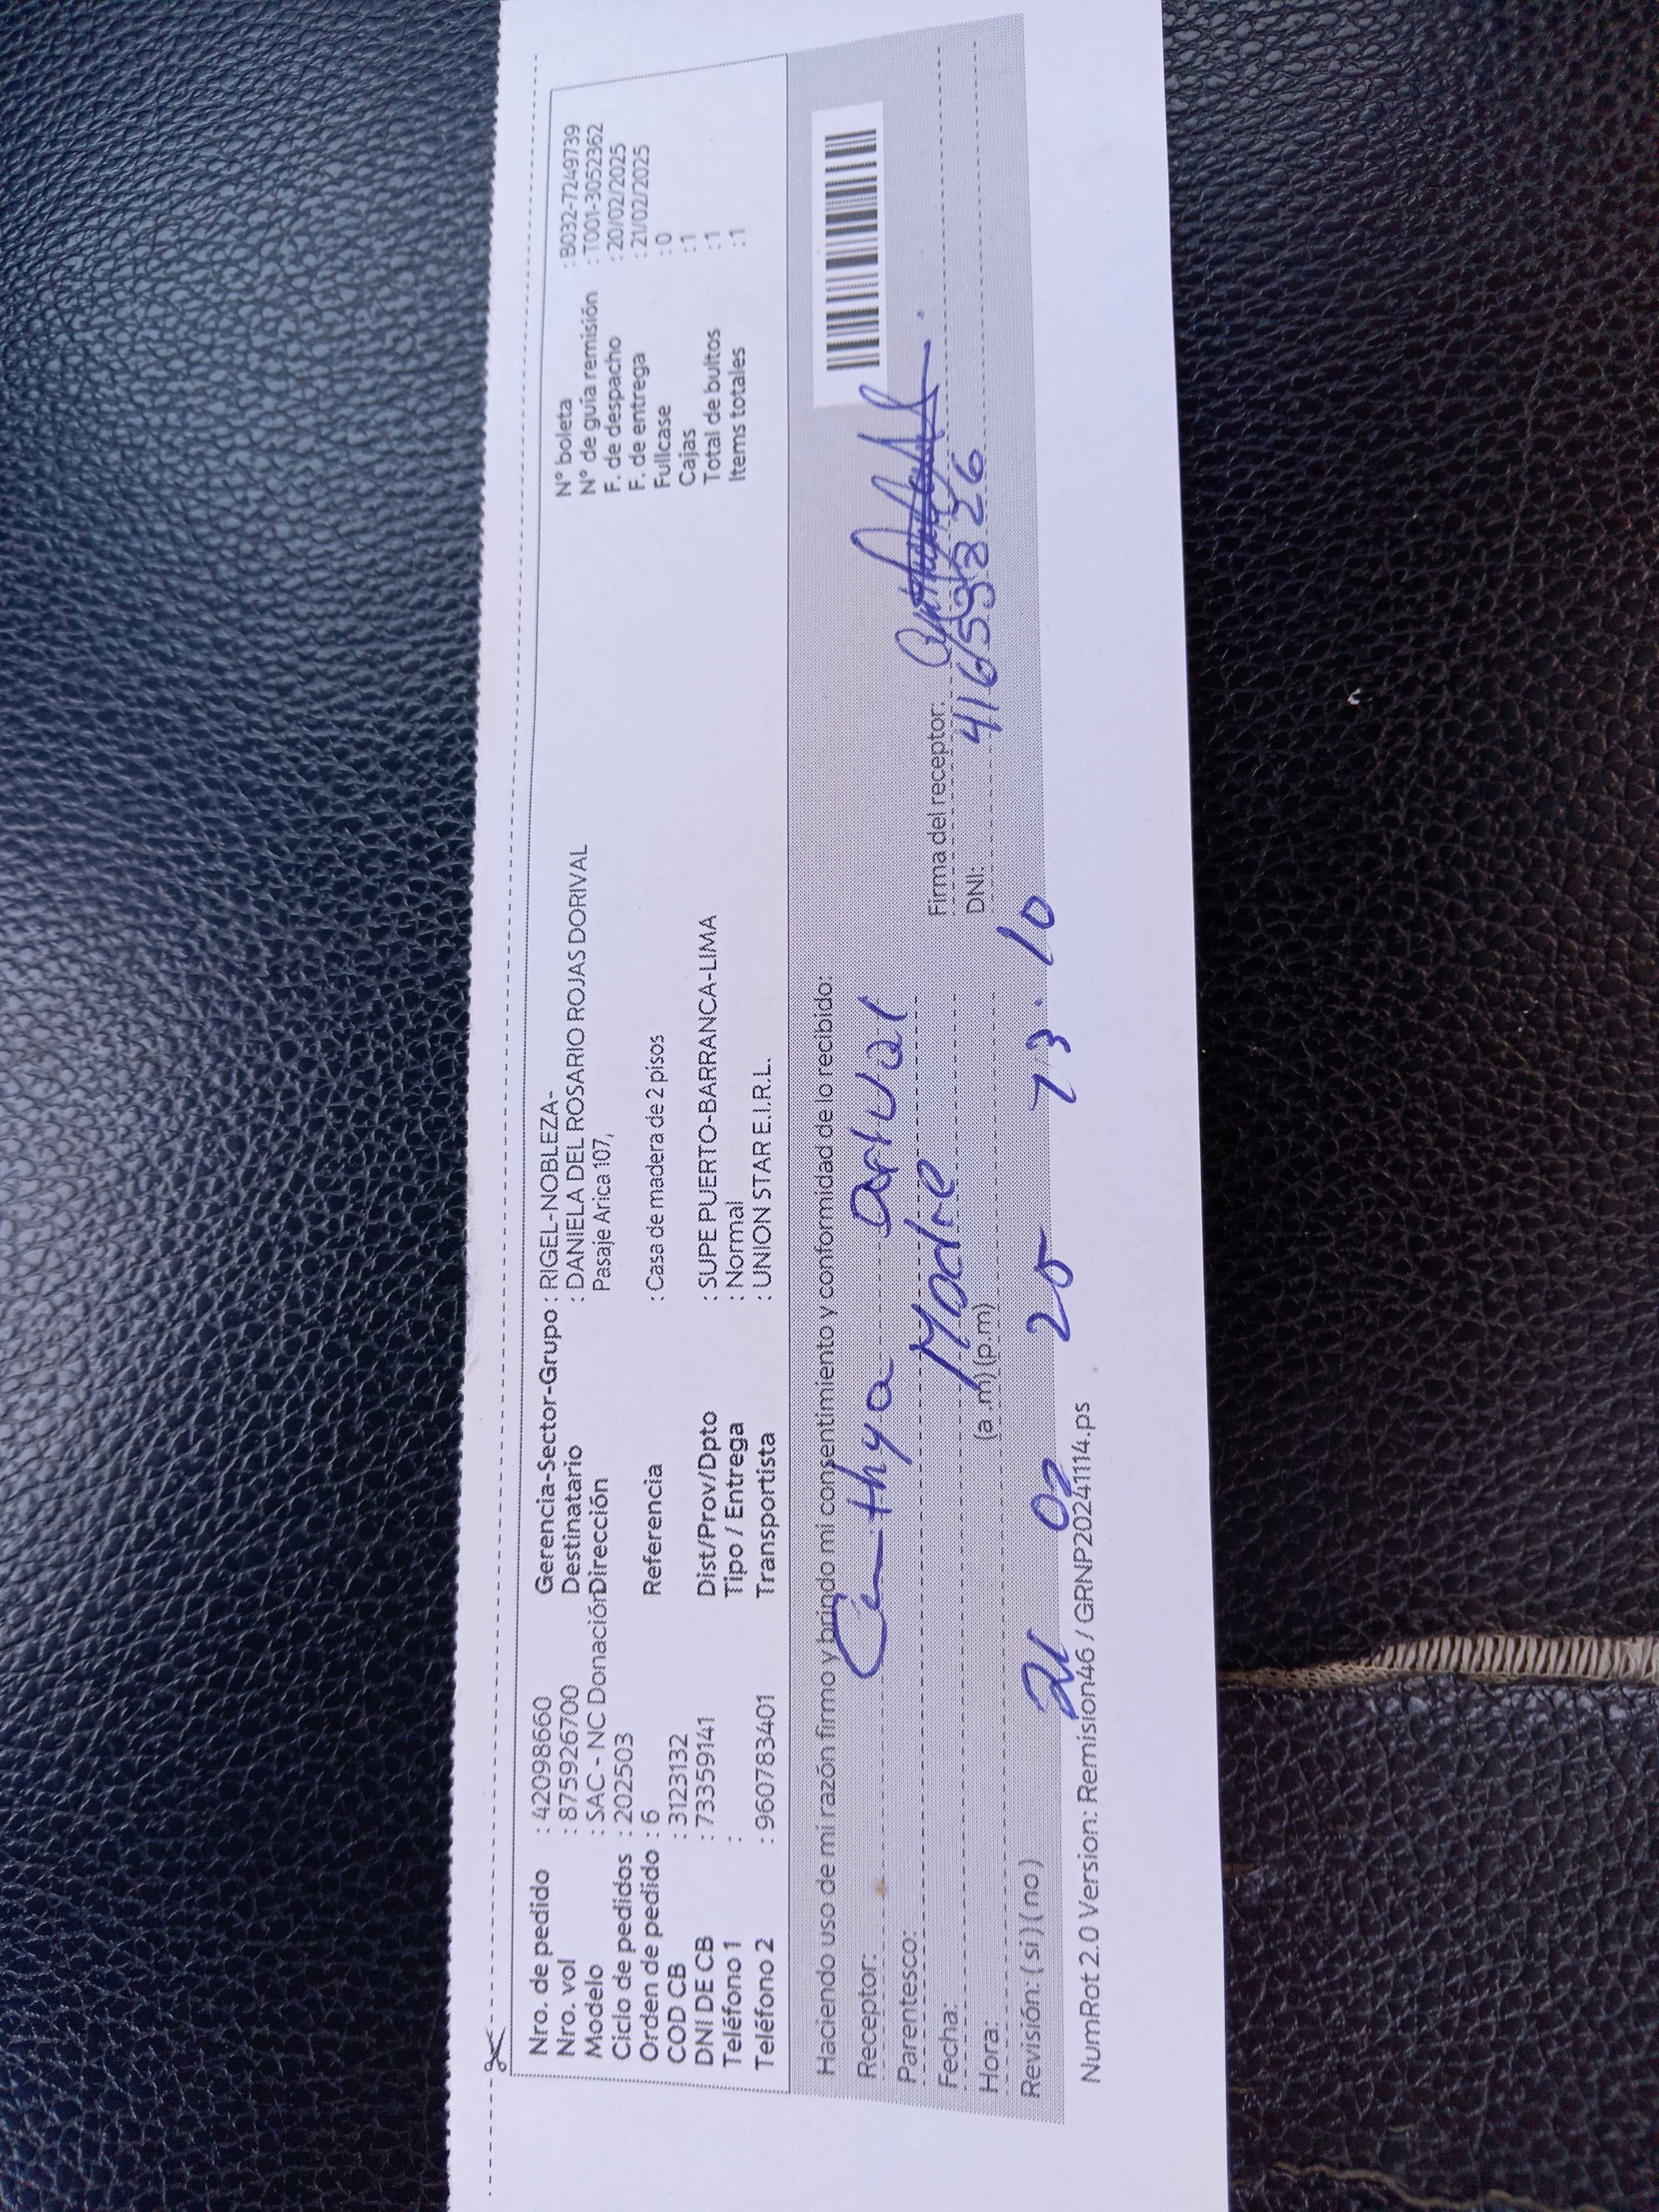 Nro. de pedido : 42098660 Gerencia-Sector-Grupo : RIGEL-NOBLEZA- N° boleta : B032-7249739
Nro. vol : 875926700 Destinatario : DANIELA DEL ROSARIO ROJAS DORIVAL N° de guía remisión : T001-3052362
Modelo : SAC - NC Donación Dirección Pasaje Arica 107, F. de despacho : 20/02/2025
Ciclo de pedidos : 202503 F. de entrega : 21/02/2025
Orden de pedido : 6 Referencia : Casa de madera de 2 pisos Fullcase : 0
COD CB : 3123132 Cajas : 1
DNI DE CB : 73359141 Dist/Prov/Dpto : SUPE PUERTO-BARRANCA-LIMA Total de bultos : 1
Teléfono 1 : Tipo / Entrega : Normal Items totales : 1
Teléfono 2 : 960783401 Transportista : UNION STAR E.I.R.L.
Haciendo uso de mi razón firmo y brindo mi consentimiento y conformidad de lo recibido:
Receptor: Cinthya Dorival
Parentesco: Madre Firma del receptor:
Fecha: DNI: 41653826
Hora: (a .m) (p.m)
Revisión: ( si ) ( no ) 21 02 25 13.10
NumRot 2.0 Version: Remision46 / GRNP20241114.ps